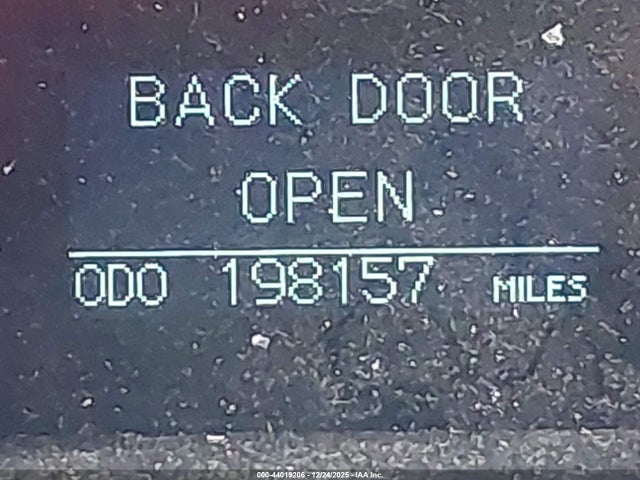 BACK DOOR
OPEN
ODO 198157 MILES
000-44019206 - 12/24/2025 - IAA Inc.